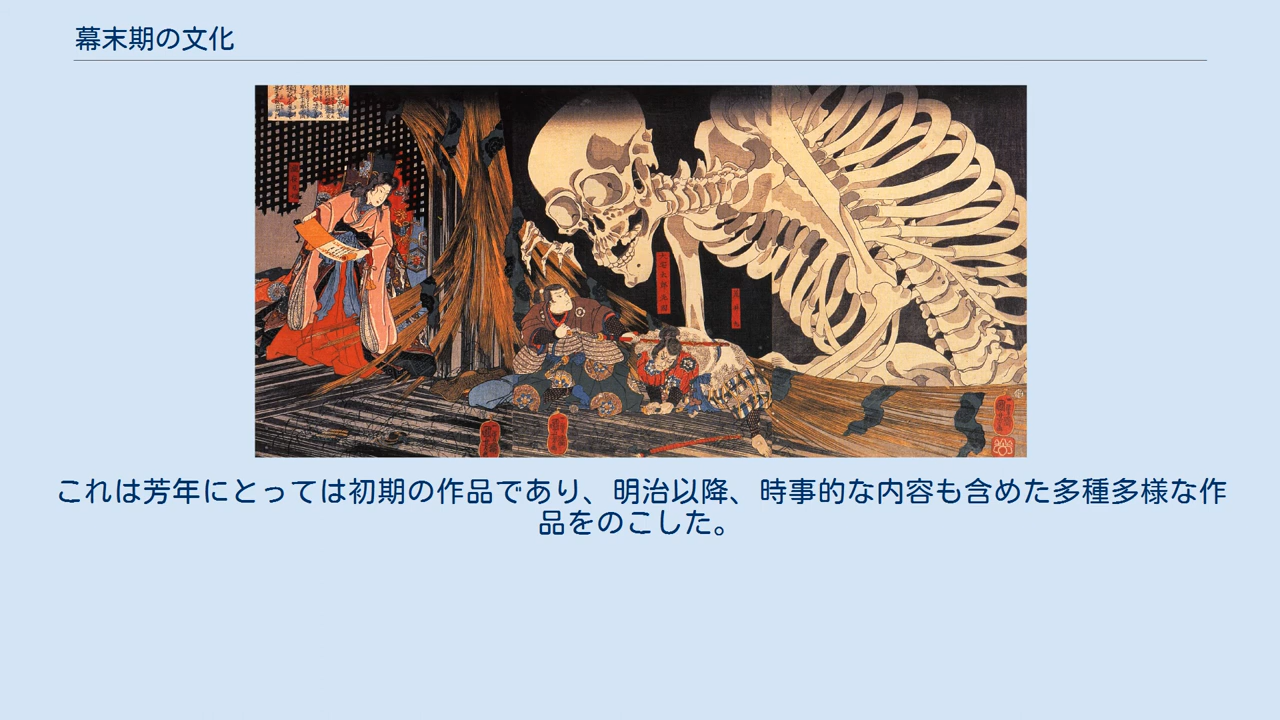 幕末期の文化
これは芳年にとっては初期の作品であり、明治以降、時事的な内容も含めた多種多様な作
品をのこした。